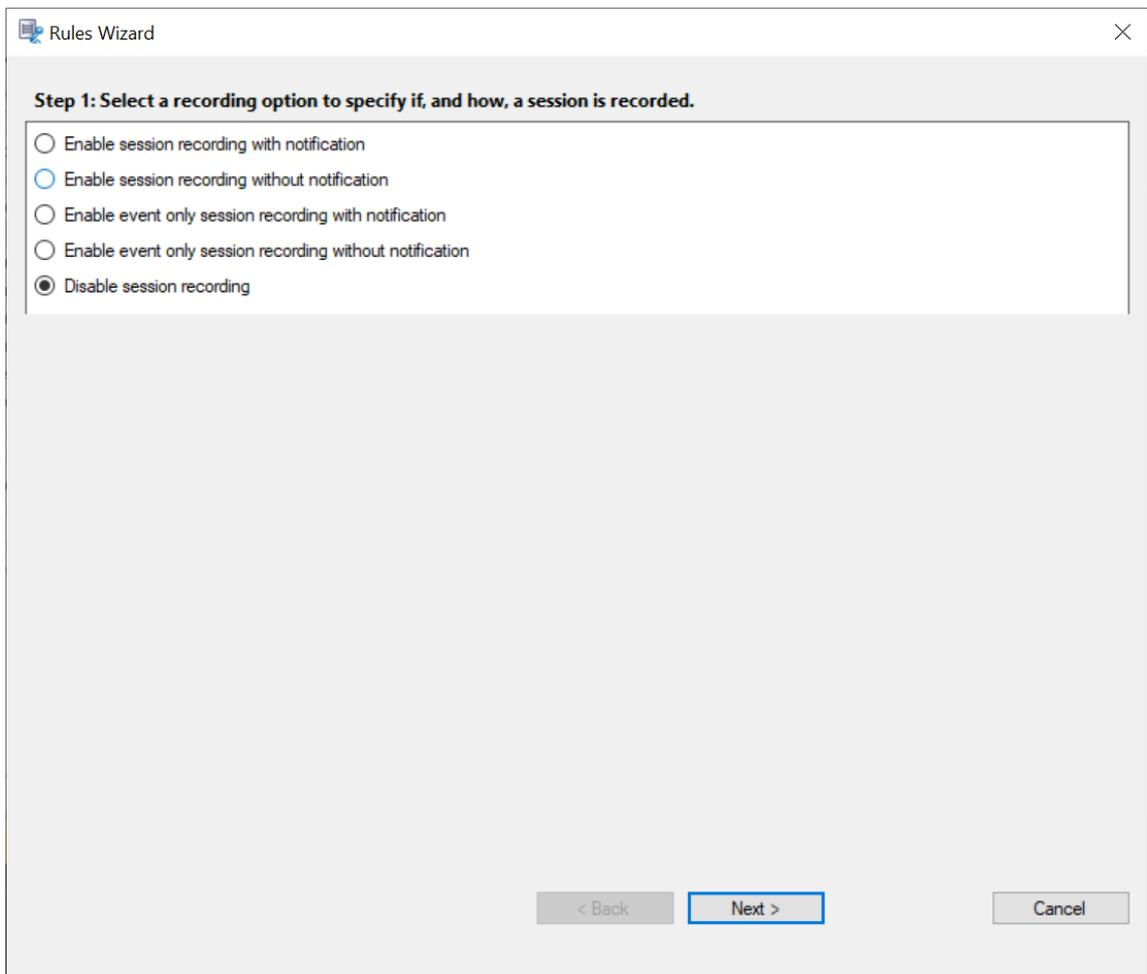 Rules Wizard
Step 1: Select a recording option to specify if, and how, a session is recorded.
Enable session recording with notification
Enable session recording without notification
Enable event only session recording with notification
Enable event only session recording without notification
Disable session recording
< Back Next > Cancel